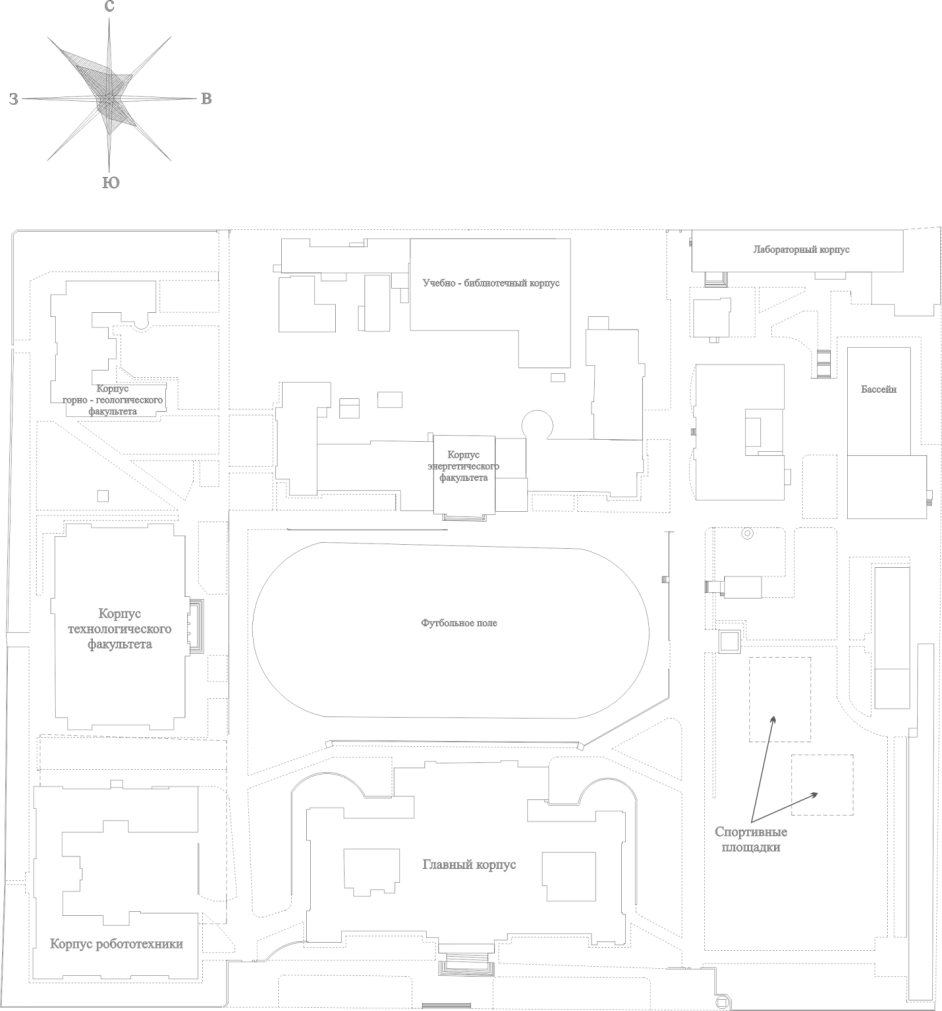 С
З
В
Ю
Лабораторный корпус
Учебно - библиотечный корпус
Корпус
горно - геологического
факультета
Бассейн
Корпус
энергетического
факультета
Корпус
технологического
факультета
Футбольное поле
Спортивные
площадки
Главный корпус
Корпус робототехники